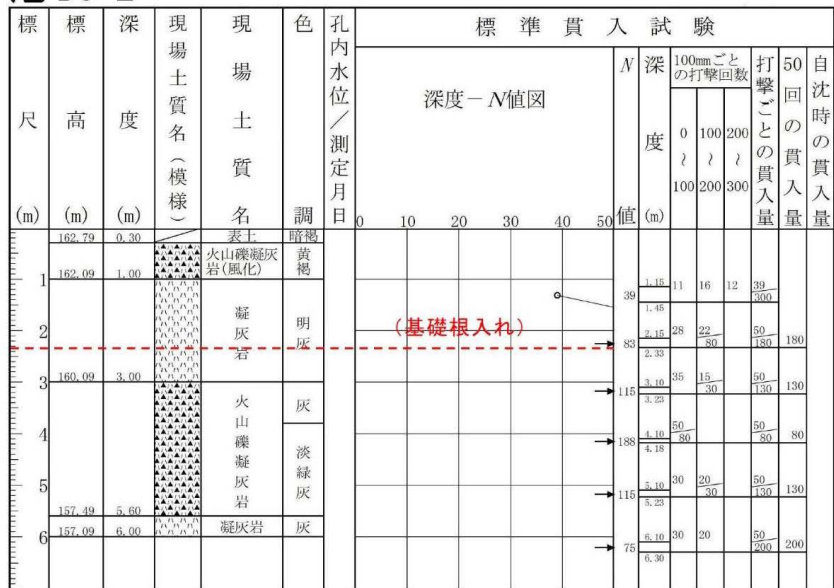 標尺(m)
標高(m)
深度(m)
現場土質名(模様)
現場土質名
色調
孔内水位/測定月日
標準貫入試験
深度-N値図
0 10 20 30 40 50
N値
深度(m)
100mmごとの打撃回数
0~100
100~200
200~300
打撃ごとの貫入量
50回の貫入量
自沈時の貫入量
162.79 0.30 表土 暗褐
1 162.09 1.00 火山礫凝灰岩(風化) 黄褐
2
3 160.09 3.00 凝灰岩 明灰
(基礎根入れ)
4
5
157.49 5.60 火山礫凝灰岩 灰 淡緑灰
6 157.09 6.00 凝灰岩 灰
39 1.15 1.45 11 16 12 39/300
83 2.15 2.33 28 22/80 50/180 180
115 3.10 3.23 35 15/30 50/130 130
188 4.10 4.18 50/80 50/80 80
115 5.10 5.23 30 20/30 50/130 130
75 6.10 6.30 30 20 50/200 200